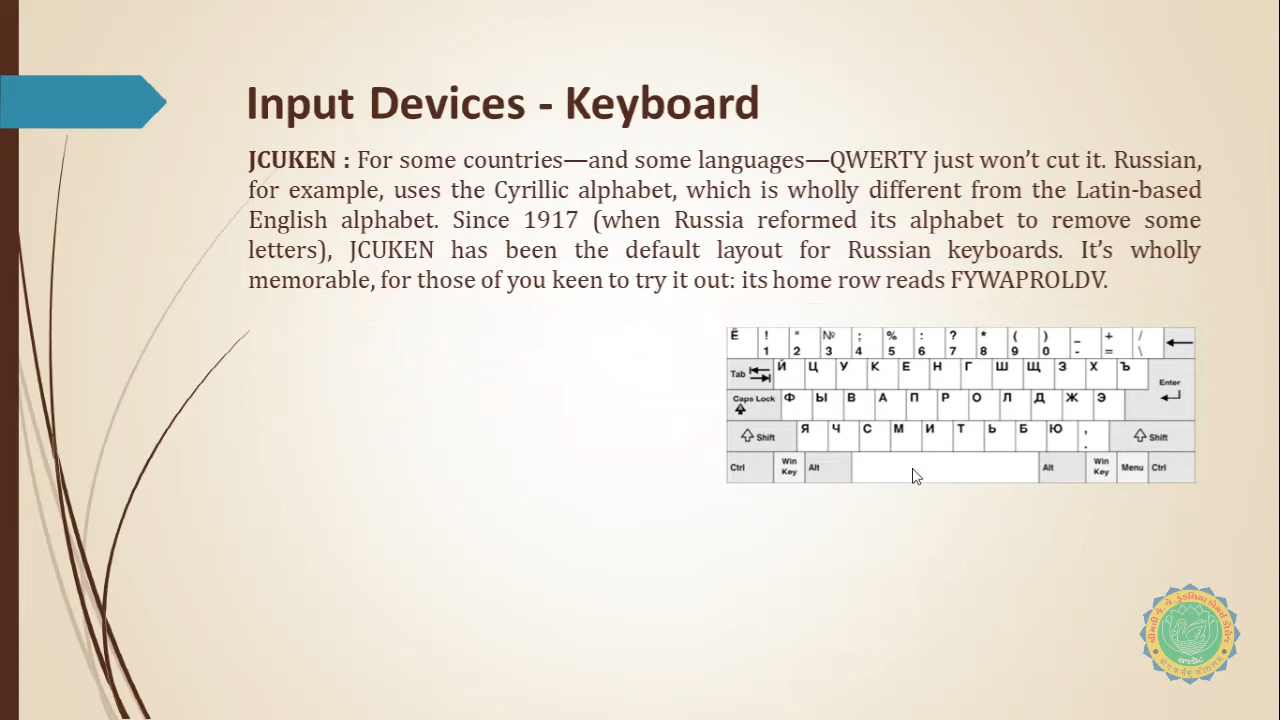 Input Devices - Keyboard
JCUKEN : For some countries—and some languages—QWERTY just won’t cut it. Russian,
for example, uses the Cyrillic alphabet, which is wholly different from the Latin-based
English alphabet. Since 1917 (when Russia reformed its alphabet to remove some
letters), JCUKEN has been the default layout for Russian keyboards. It’s wholly
memorable, for those of you keen to try it out: its home row reads FYWAPROLDV.
Ё ! " № ; % : ? * ( ) _ + /
1 2 3 4 5 6 7 8 9 0 - = \
Tab Й Ц У К Е Н Г Ш Щ З Х Ъ Enter
Caps Lock Ф Ы В А П Р О Л Д Ж Э
Shift Я Ч С М И Т Ь Б Ю , . Shift
Ctrl Win Key Alt Alt Win Key Menu Ctrl